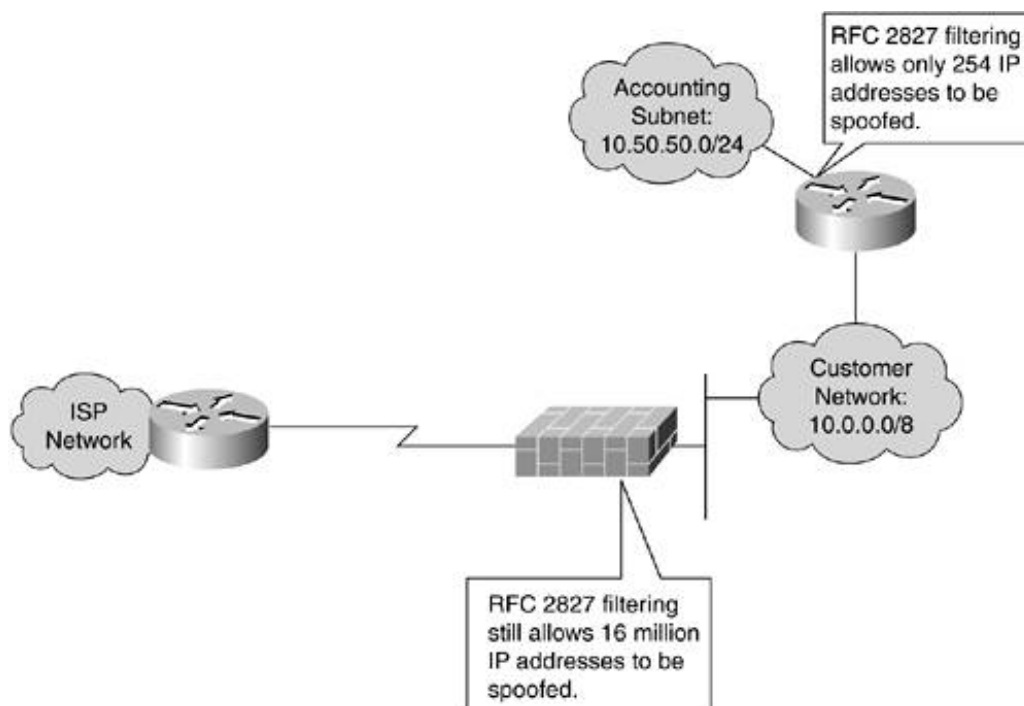 RFC 2827 filtering
allows only 254 IP
addresses to be
spoofed.
Accounting
Subnet:
10.50.50.0/24
Customer
Network:
10.0.0.0/8
ISP
Network
RFC 2827 filtering
still allows 16 million
IP addresses to be
spoofed.